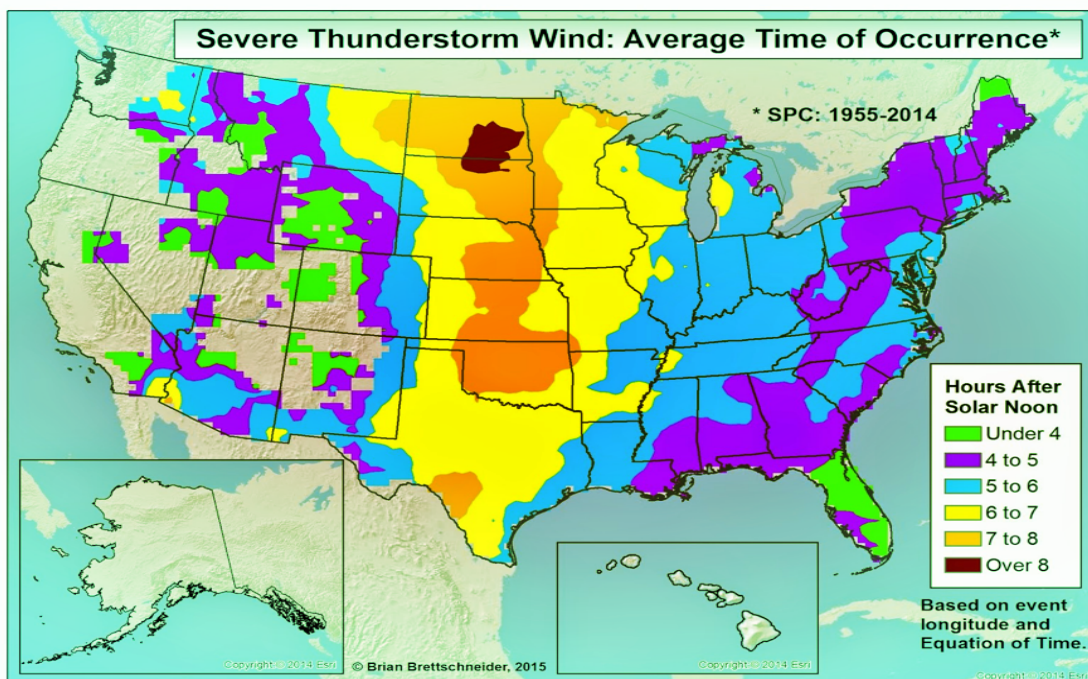 Severe Thunderstorm Wind: Average Time of Occurrence*
* SPC: 1955-2014
Hours After
Solar Noon
Under 4
4 to 5
5 to 6
6 to 7
7 to 8
Over 8
Based on event
longitude and
Equation of Time.
Copyright © 2014 Esri
© Brian Brettschneider, 2015
Copyright © 2014 Esri
Copyright © 2014 Esri